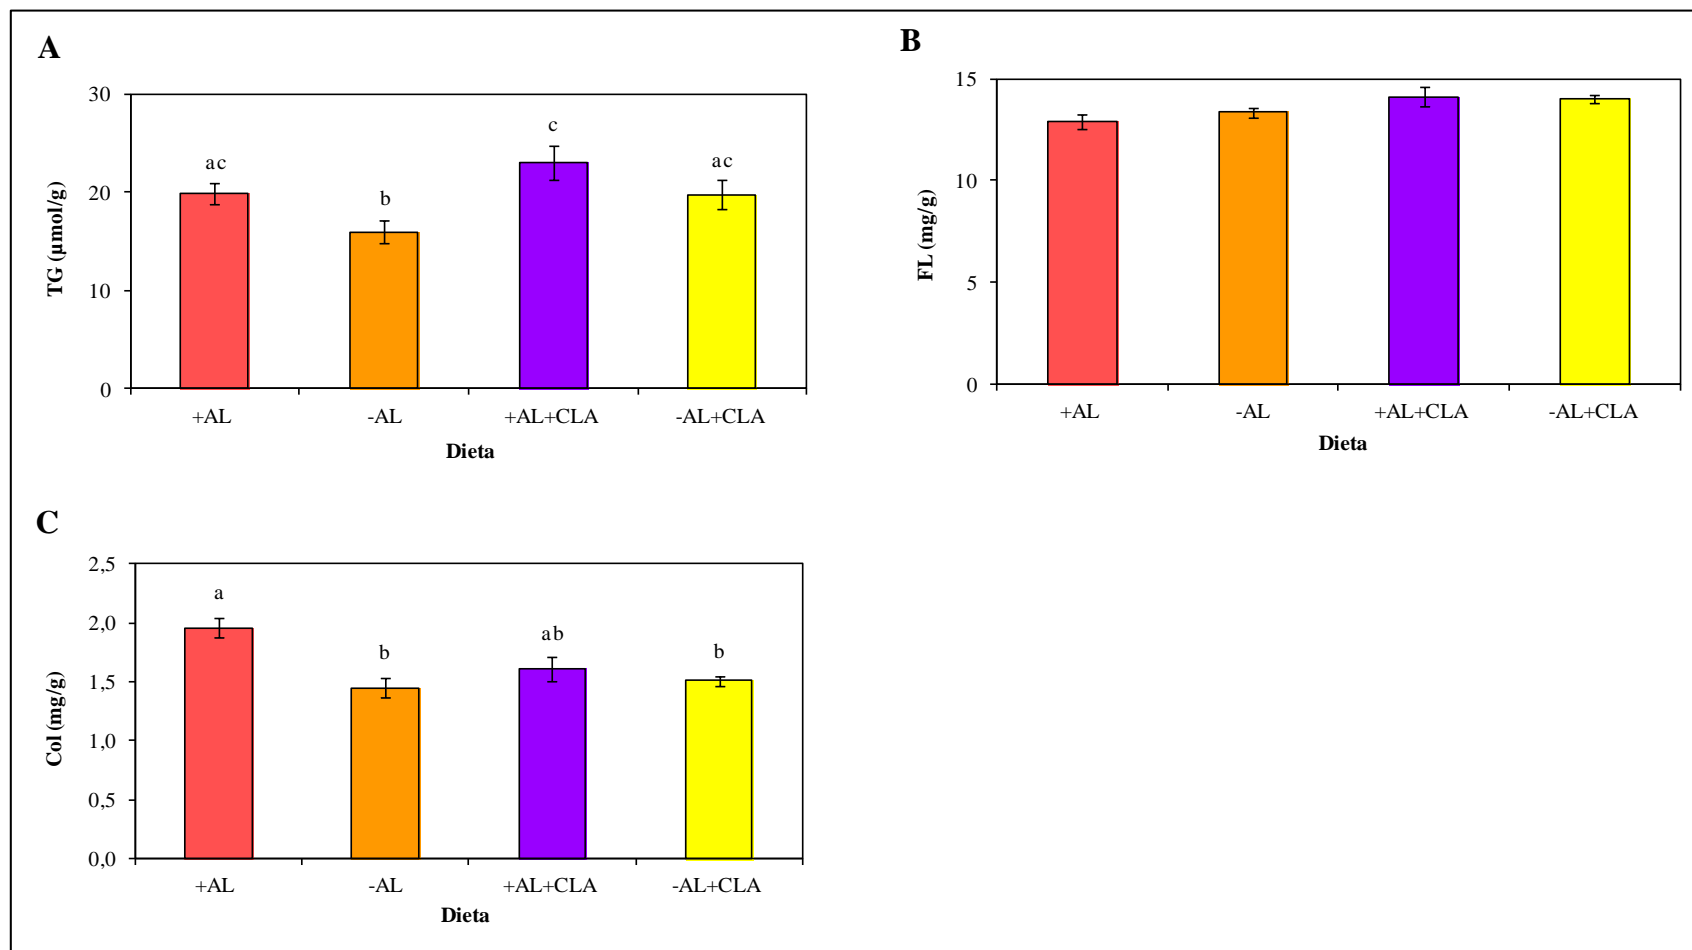 A
30
20
10
0
TG (µmol/g)
ac
b
c
ac
+AL
-AL
+AL+CLA
-AL+CLA
Dieta
B
15
10
5
0
FL (mg/g)
+AL
-AL
+AL+CLA
-AL+CLA
Dieta
C
2,5
2,0
1,5
1,0
0,5
0,0
Col (mg/g)
a
b
ab
b
+AL
-AL
+AL+CLA
-AL+CLA
Dieta